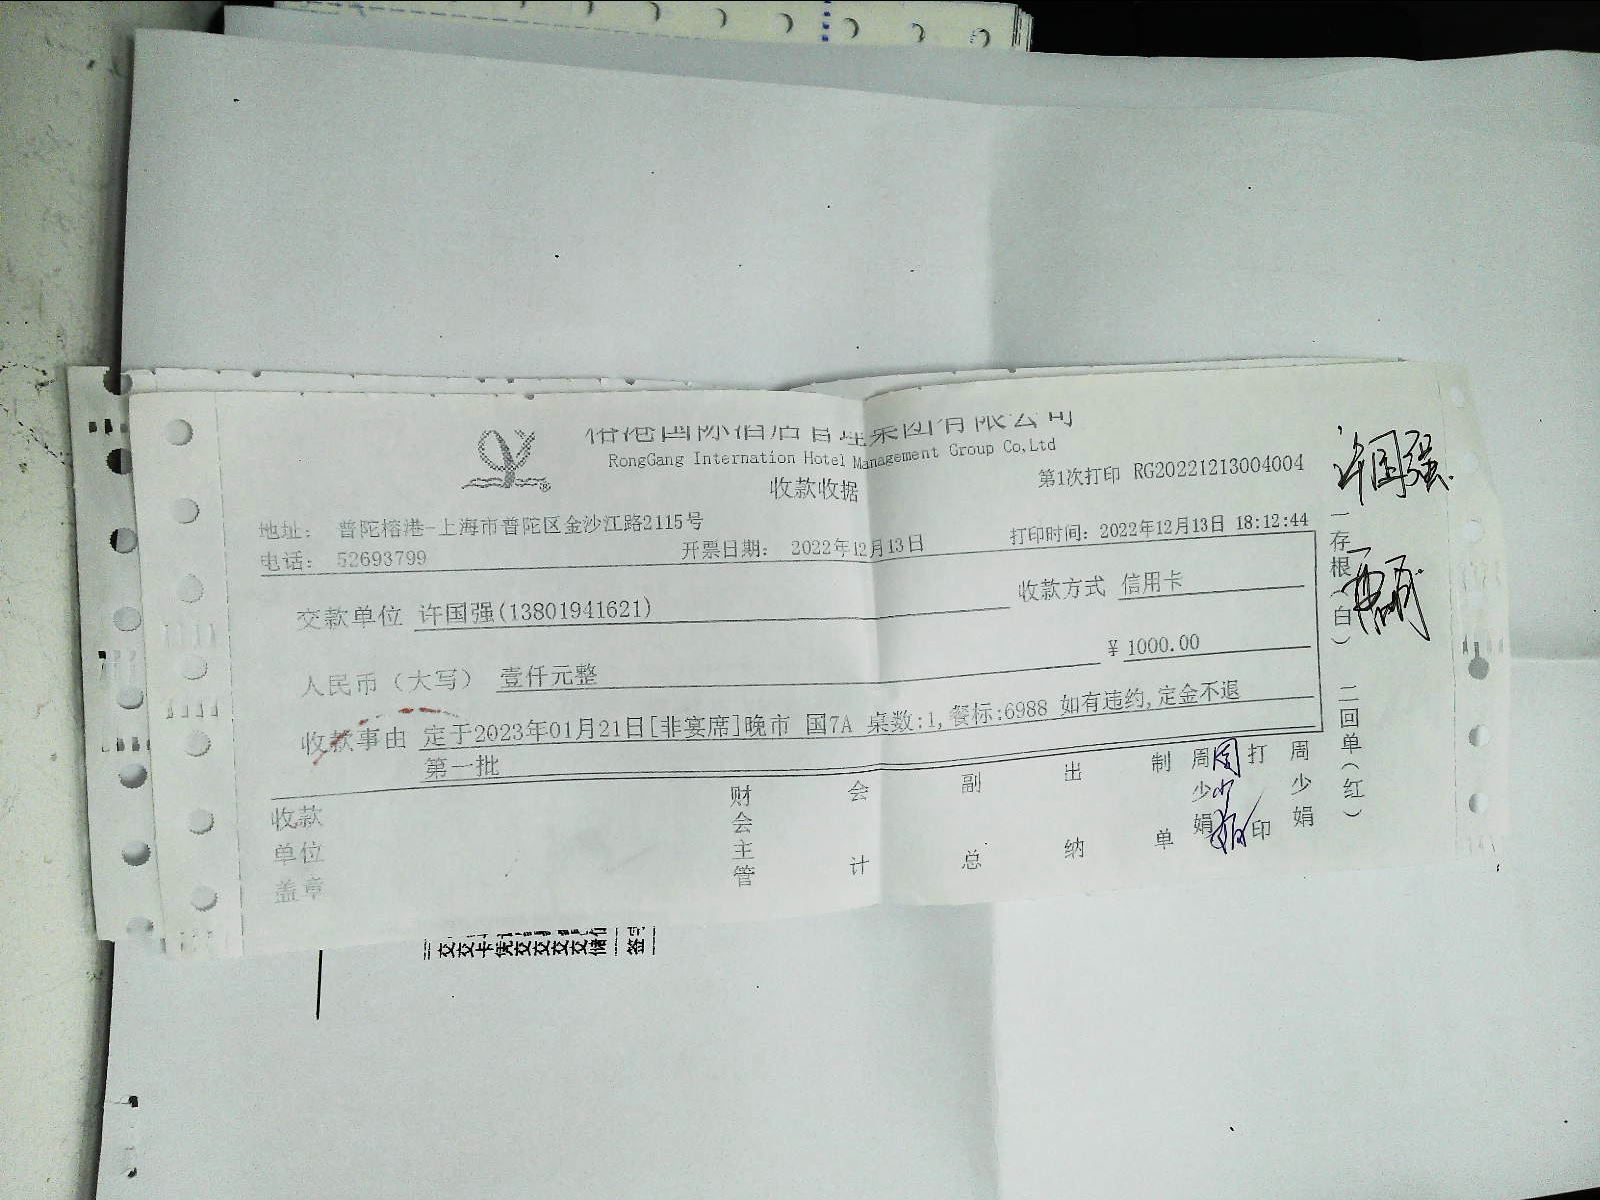 榕港国际酒店管理集团有限公司
RongGang Internation Hotel Management Group Co,Ltd
收款收据
第1次打印 RG20221213004004
地址: 普陀榕港-上海市普陀区金沙江路2115号
电话: 52693799
开票日期: 2022年12月13日
打印时间: 2022年12月13日 18:12:44
交款单位 许国强(13801941621)
收款方式 信用卡
人民币（大写） 壹仟元整
￥1000.00
收款事由 定于2023年01月21日[非宴席]晚市 国7A 桌数:1,餐标:6988 如有违约,定金不退
第一批
收款单位盖章
财会主管
会计
副总
出纳
制单
周少娟
周少娟
打印
周少娟
许国强
一存根(白)
二回单(红)